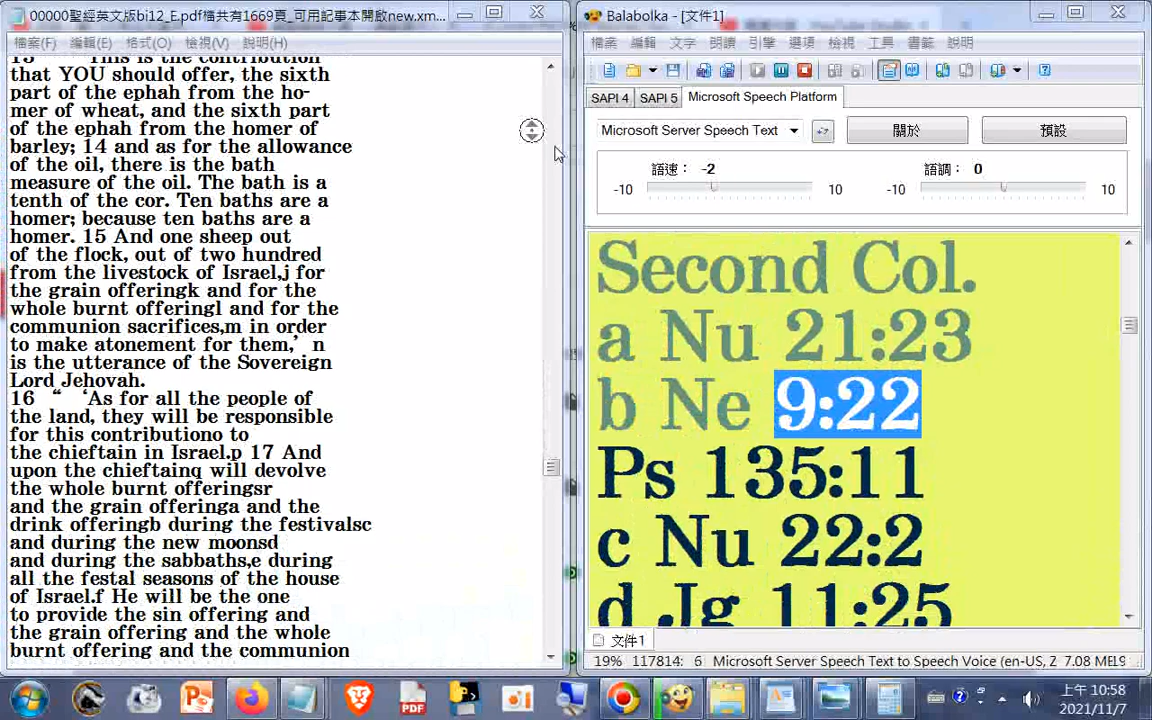 00000聖經英文版bi12_E.pdf檔共有1669頁_可用記事本開啟new.xm...
檔案(F) 編輯(E) 格式(O) 檢視(V) 說明(H)
15 “This is the contribution
that YOU should offer, the sixth
part of the ephah from the ho-
mer of wheat, and the sixth part
of the ephah from the homer of
barley; 14 and as for the allowance
of the oil, there is the bath
measure of the oil. The bath is a
tenth of the cor. Ten baths are a
homer; because ten baths are a
homer. 15 And one sheep out
of the flock, out of two hundred
from the livestock of Israel,j for
the grain offeringk and for the
whole burnt offeringl and for the
communion sacrifices,m in order
to make atonement for them,’ n
is the utterance of the Sovereign
Lord Jehovah.
16 “ ‘As for all the people of
the land, they will be responsible
for this contributiono to
the chieftain in Israel.p 17 And
upon the chieftainq will devolve
the whole burnt offeringsr
and the grain offeringa and the
drink offeringb during the festivalsc
and during the new moonsd
and during the sabbaths,e during
all the festal seasons of the house
of Israel.f He will be the one
to provide the sin offering and
the grain offering and the whole
burnt offering and the communion
Balabolka - [文件1]
檔案 編輯 文字 朗讀 引擎 選項 檢視 工具 書籤 說明
SAPI 4 SAPI 5 Microsoft Speech Platform
Microsoft Server Speech Text 關於 預設
語速： -2 語調： 0
-10 10 -10 10
Second Col.
a Nu 21:23
b Ne 9:22
Ps 135:11
c Nu 22:2
d Jg 11:25
文件1
19% 117814: 6 Microsoft Server Speech Text to Speech Voice (en-US, Z 7.08 МЕ
上午 10:58
2021/11/7